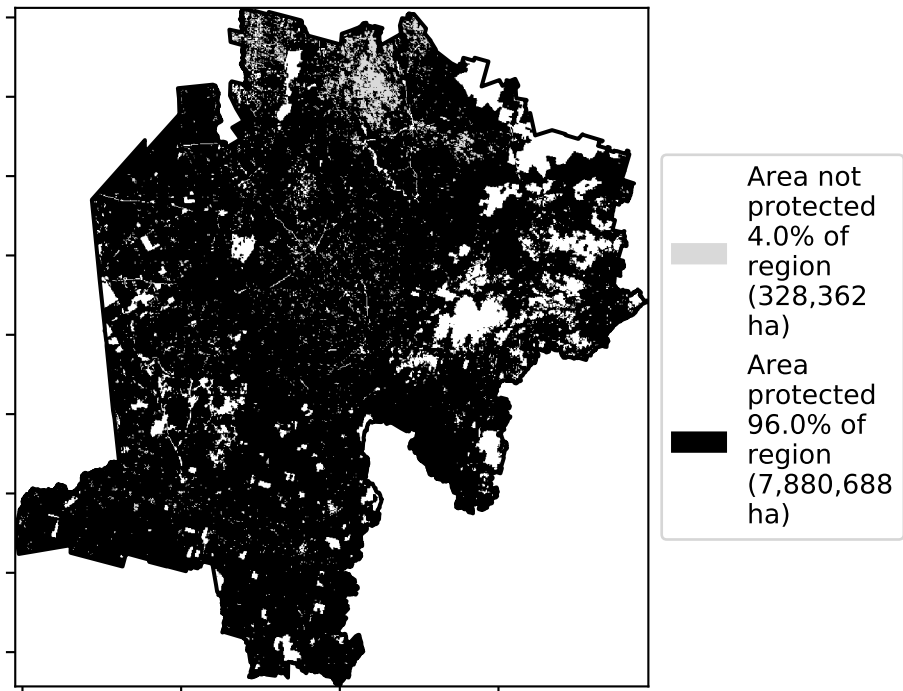 Area not
protected
4.0% of
region
(328,362
ha)
Area
protected
96.0% of
region
(7,880,688
ha)